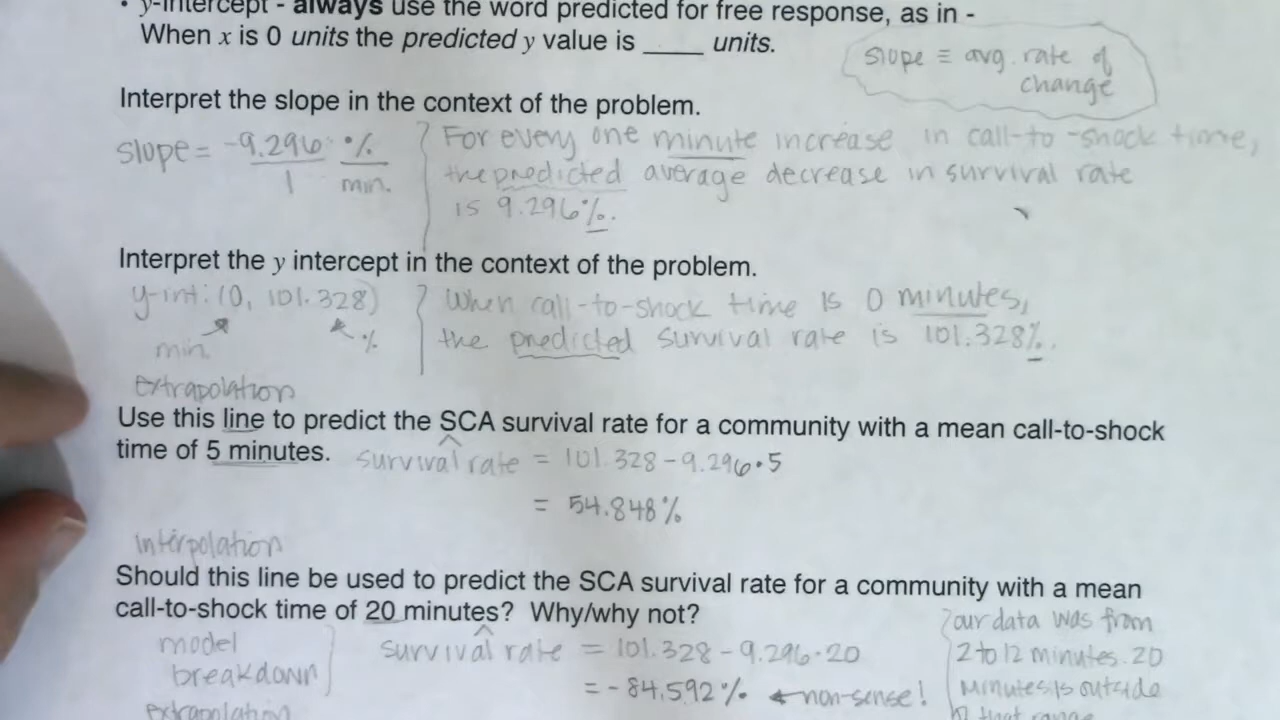 • y-intercept - always use the word predicted for free response, as in -
When x is 0 units the predicted y value is ____ units.
slope ≡ avg. rate of
change
Interpret the slope in the context of the problem.
slope = -9.296 % / 1 min.
For every one minute increase in call-to-shock time,
the predicted average decrease in survival rate
is 9.296%.
Interpret the y intercept in the context of the problem.
y-int: (0, 101.328)
min. %
When call-to-shock time is 0 minutes,
the predicted survival rate is 101.328%.
extrapolation
Use this line to predict the SCA survival rate for a community with a mean call-to-shock
time of 5 minutes. survival rate = 101.328 - 9.296 • 5
= 54.848%
interpolation
Should this line be used to predict the SCA survival rate for a community with a mean
call-to-shock time of 20 minutes? Why/why not?
model
breakdown
extrapolation
survival rate = 101.328 - 9.296 · 20
= -84.592% ← non-sense!
our data was from
2 to 12 minutes. 20
minutes is outside
that range